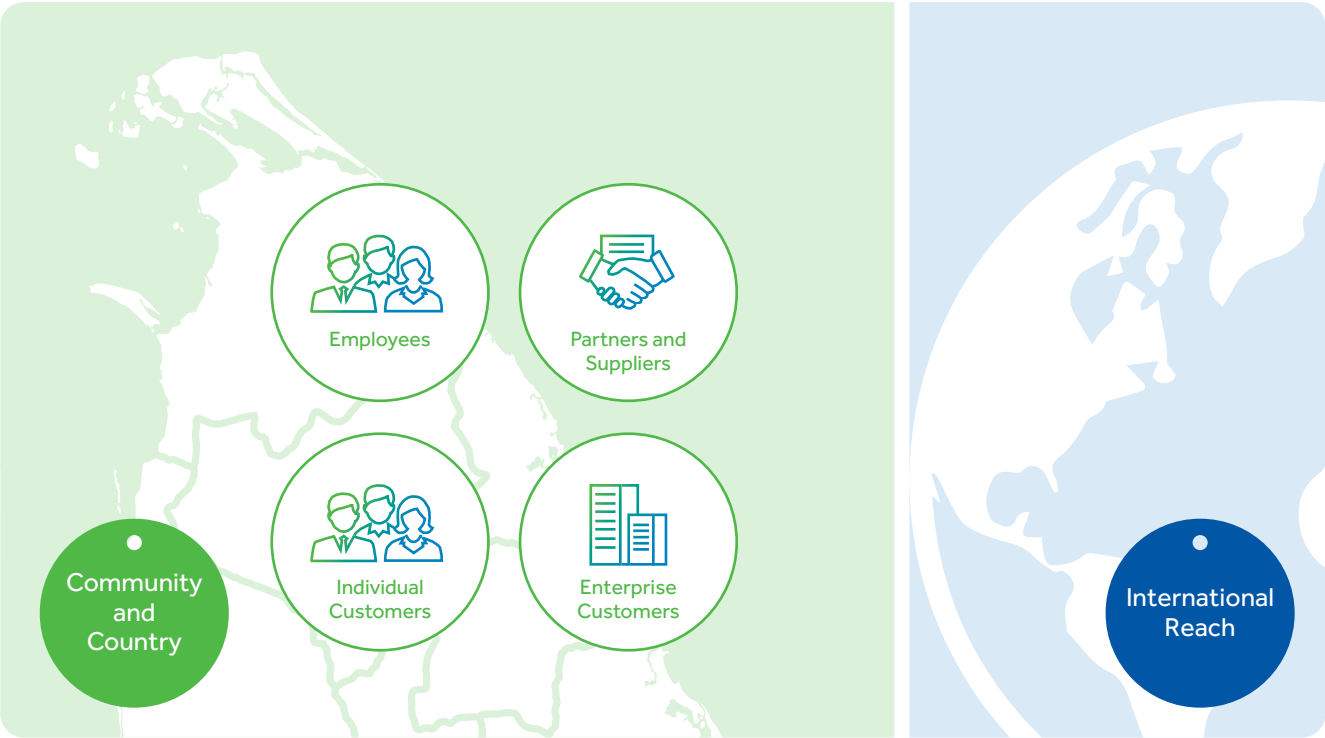 Employees
Partners and
Suppliers
Individual
Customers
Enterprise
Customers
Community
and
Country
International
Reach